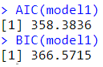 > AIC(model1)
[1] 358.3836
> BIC(model1)
[1] 366.5715